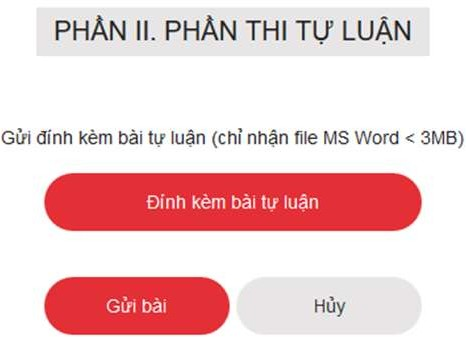 PHẦN II. PHẦN THI TỰ LUẬN
Gửi đính kèm bài tự luận (chỉ nhận file MS Word < 3MB)
Đính kèm bài tự luận
Gửi bài
Hủy